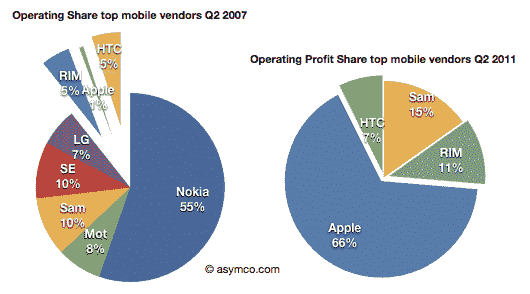 Operating Share top mobile vendors Q2 2007
HTC
5%
RIM
5%
Apple
1%
LG
7%
SE
10%
Sam
10%
Mot
8%
Nokia
55%
Operating Profit Share top mobile vendors Q2 2011
Sam
15%
HTC
7%
RIM
11%
Apple
66%
© asymco.com